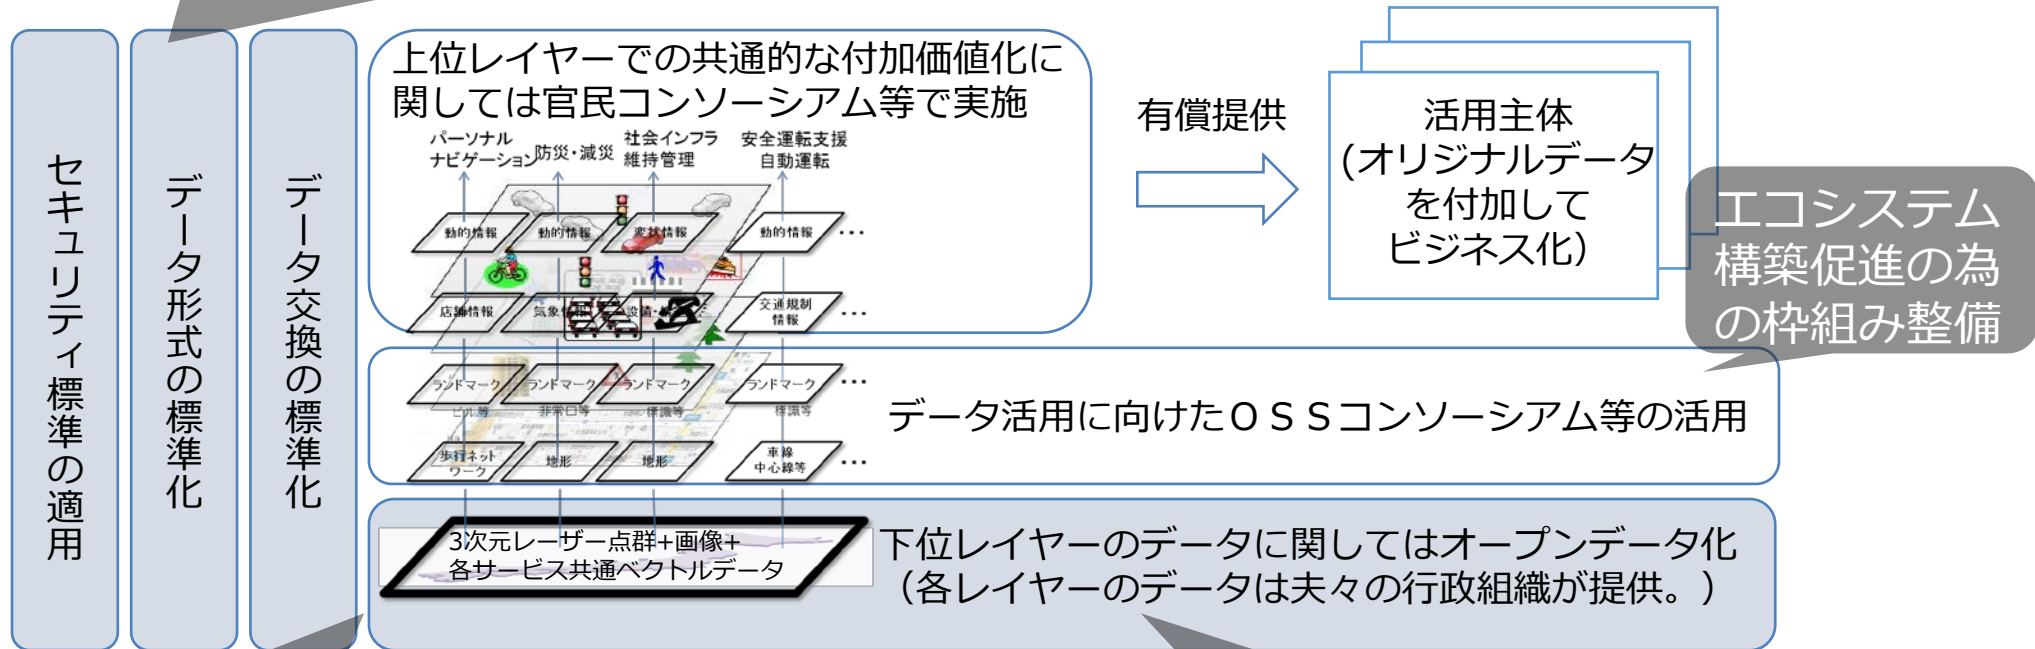 セキュリティ標準の適用
データ形式の標準化
データ交換の標準化
上位レイヤーでの共通的な付加価値化に
関しては官民コンソーシアム等で実施
パーソナル
ナビゲーション
防災・減災
社会インフラ
維持管理
安全運転支援
自動運転
動的情報
動的情報
変状情報
動的情報
・・・
店舗情報
気象情報
設備・
交通規制
情報
・・・
ランドマーク
ビル等
ランドマーク
非常口等
ランドマーク
標識等
ランドマーク
標識等
・・・
歩行ネット
ワーク
地形
地形
車線
中心線等
・・・
有償提供
活用主体
(オリジナルデータ
を付加して
ビジネス化)
エコシステム
構築促進の為
の枠組み整備
データ活用に向けたＯＳＳコンソーシアム等の活用
3次元レーザー点群+画像+
各サービス共通ベクトルデータ
下位レイヤーのデータに関してはオープンデータ化
（各レイヤーのデータは夫々の行政組織が提供。）